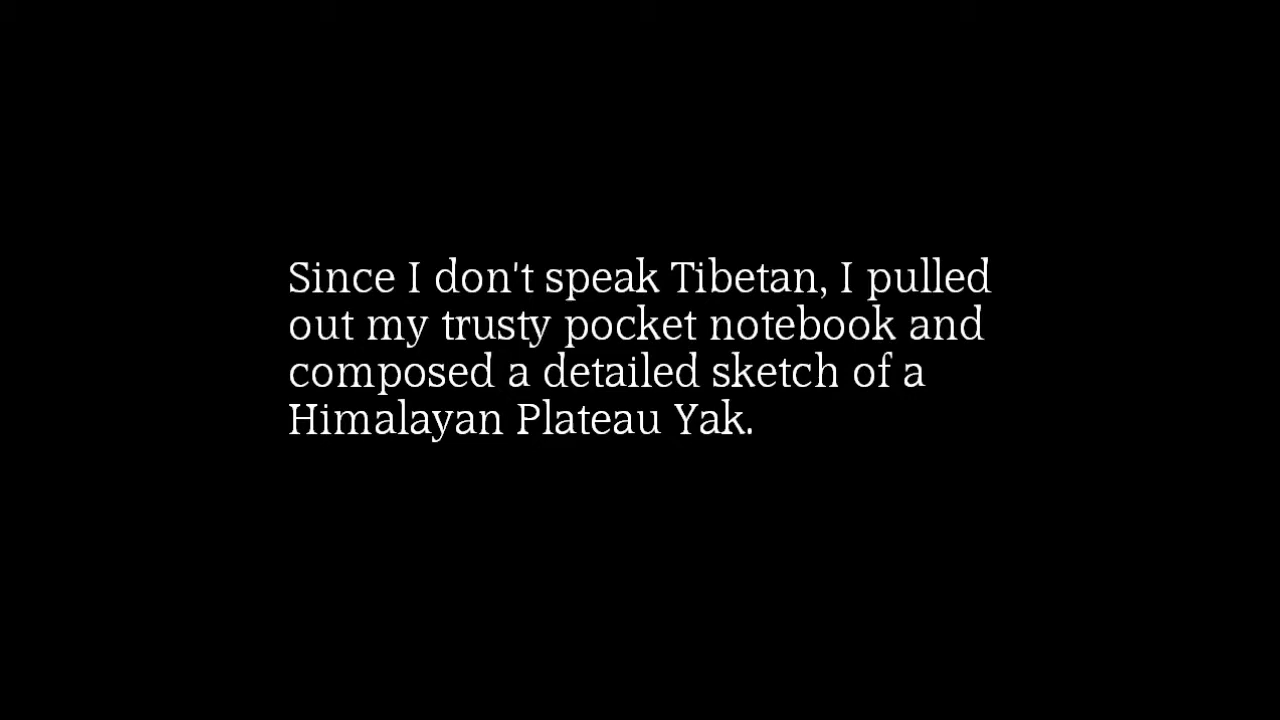 Since I don't speak Tibetan, I pulled
out my trusty pocket notebook and
composed a detailed sketch of a
Himalayan Plateau Yak.